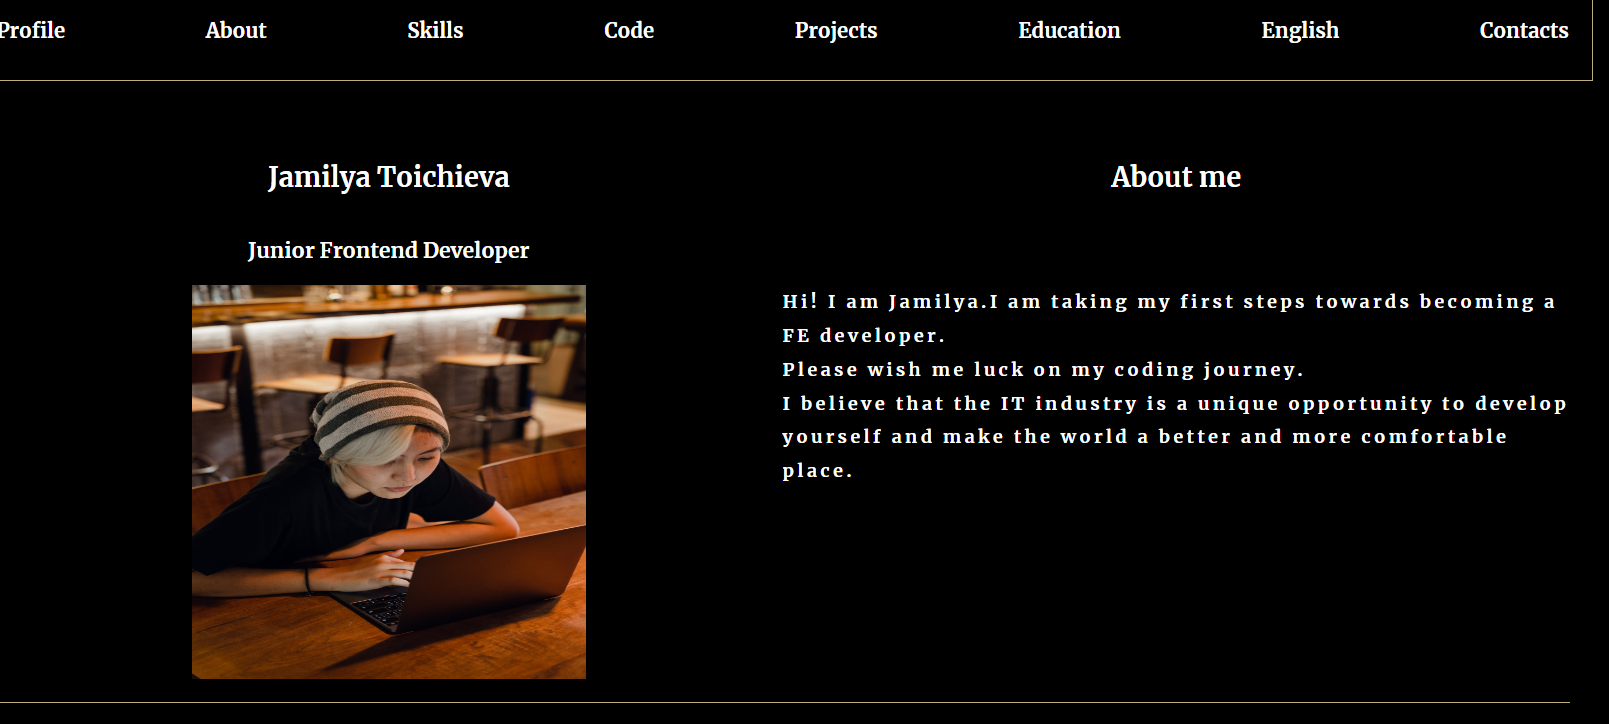 Profile About Skills Code Projects Education English Contacts
Jamilya Toichieva
Junior Frontend Developer
About me
Hi! I am Jamilya.I am taking my first steps towards becoming a
FE developer.
Please wish me luck on my coding journey.
I believe that the IT industry is a unique opportunity to develop
yourself and make the world a better and more comfortable
place.